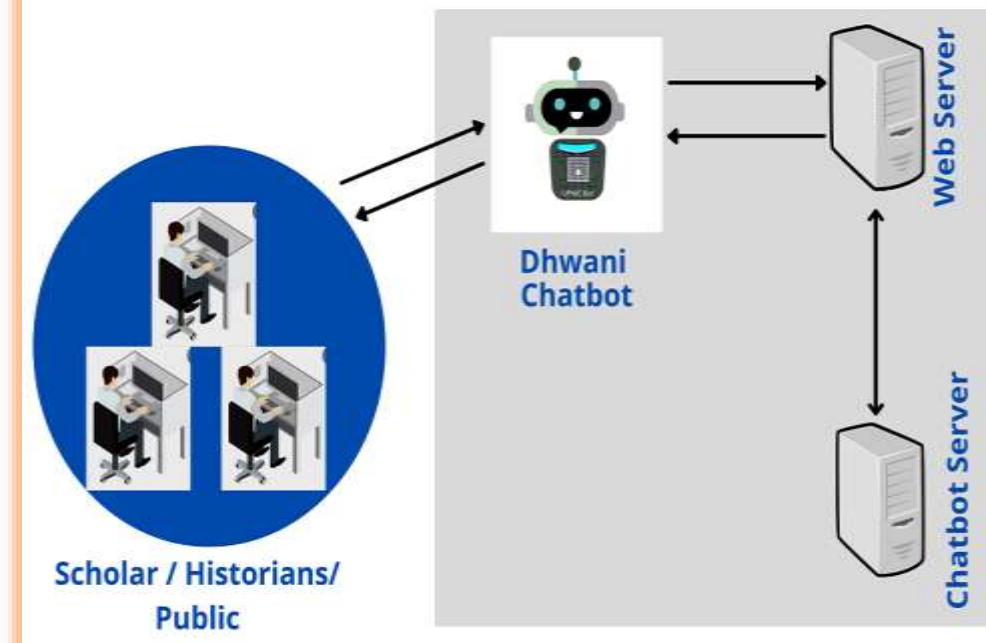 Web Server
Dhwani
Chatbot
Chatbot Server
Scholar / Historians/
Public